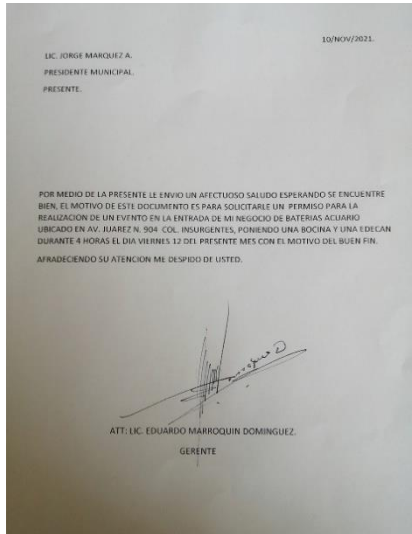 10/NOV/2021.
LIC. JORGE MARQUEZ A.
PRESIDENTE MUNICIPAL.
PRESENTE.
POR MEDIO DE LA PRESENTE LE ENVIO UN AFECTUOSO SALUDO ESPERANDO SE ENCUENTRE
BIEN, EL MOTIVO DE ESTE DOCUMENTO ES PARA SOLICITARLE UN PERMISO PARA LA
REALIZACION DE UN EVENTO EN LA ENTRADA DE MI NEGOCIO DE BATERIAS ACUARIO
UBICADO EN AV. JUAREZ N. 904 COL. INSURGENTES, PONIENDO UNA BOCINA Y UNA EDECAN
DURANTE 4 HORAS EL DIA VIERNES 12 DEL PRESENTE MES CON EL MOTIVO DEL BUEN FIN.
AFRADECIENDO SU ATENCION ME DESPIDO DE USTED.
ATT: LIC. EDUARDO MARROQUIN DOMINGUEZ.
GERENTE